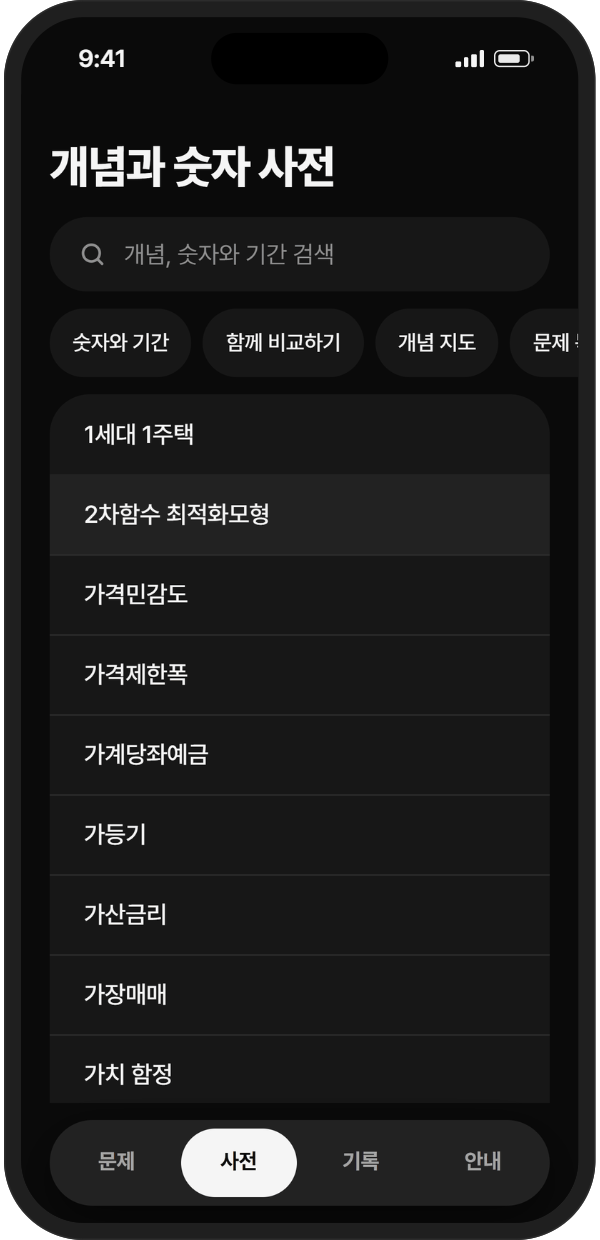 9:41
개념과 숫자 사전
개념, 숫자와 기간 검색
숫자와 기간 함께 비교하기 개념 지도 문제
1세대 1주택
2차함수 최적화모형
가격민감도
가격제한폭
가계당좌예금
가등기
가산금리
가장매매
가치 함정
문제 사전 기록 안내